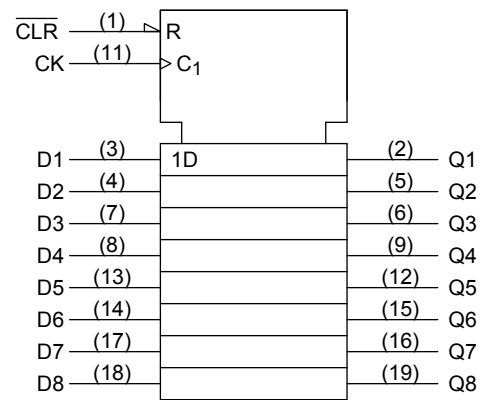 CLR (1) R
CK (11) C1
D1 (3) 1D (2) Q1
D2 (4) (5) Q2
D3 (7) (6) Q3
D4 (8) (9) Q4
D5 (13) (12) Q5
D6 (14) (15) Q6
D7 (17) (16) Q7
D8 (18) (19) Q8